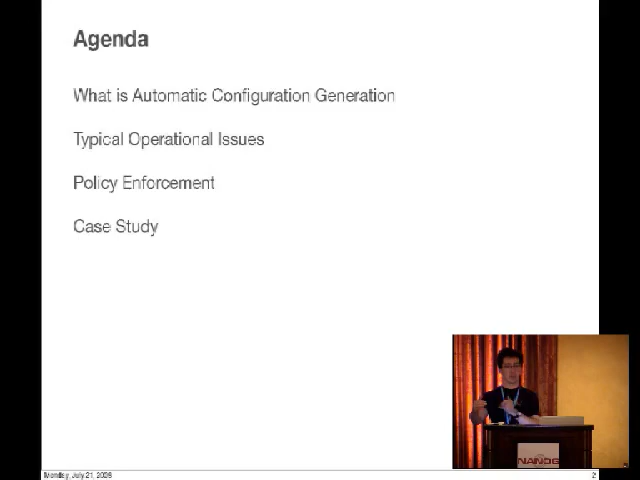 Agenda
What is Automatic Configuration Generation
Typical Operational Issues
Policy Enforcement
Case Study
NANOG
Monday, July 21, 2008
2